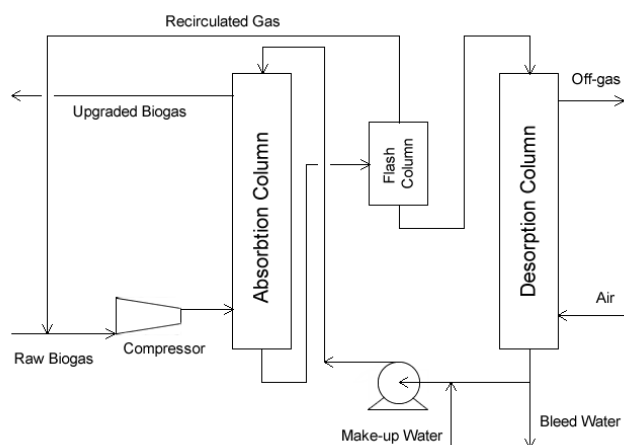 Recirculated Gas
Off-gas
Upgraded Biogas
Absorbtion Column
Flash
Column
Desorption Column
Air
Raw Biogas
Compressor
Make-up Water
Bleed Water